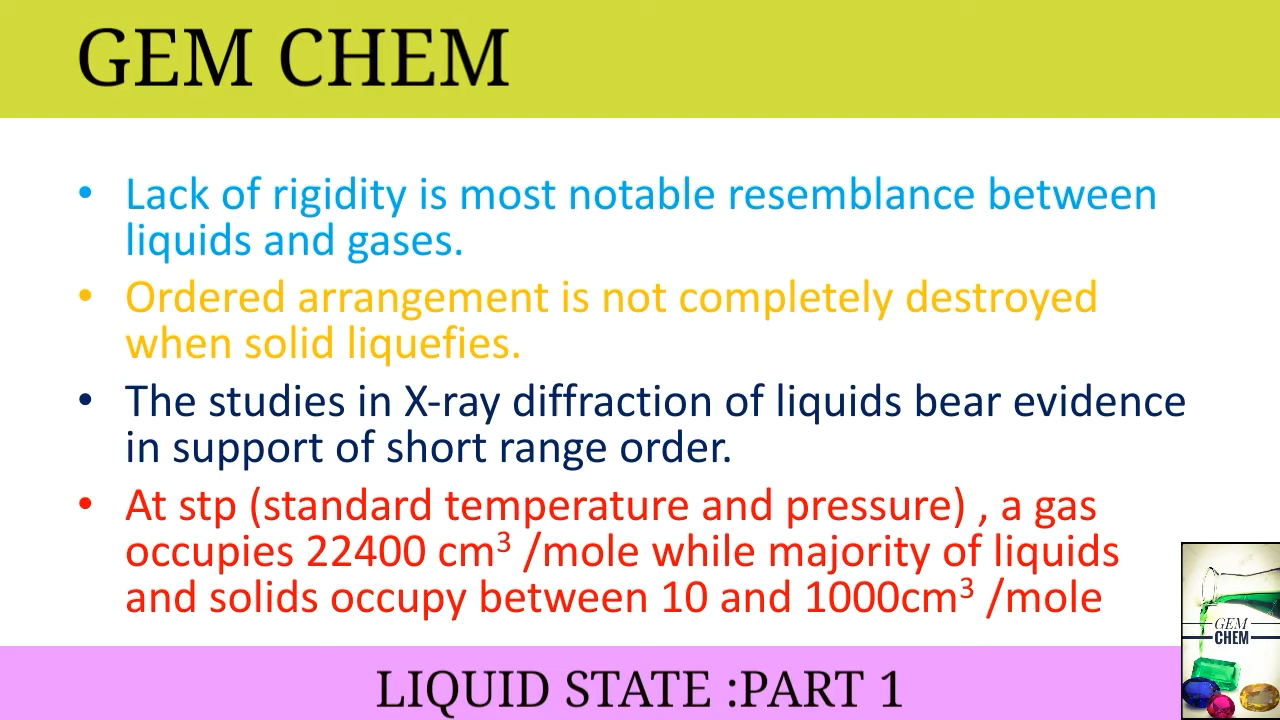 GEM CHEM
• Lack of rigidity is most notable resemblance between
liquids and gases.
• Ordered arrangement is not completely destroyed
when solid liquefies.
• The studies in X-ray diffraction of liquids bear evidence
in support of short range order.
• At stp (standard temperature and pressure) , a gas
occupies 22400 cm³ /mole while majority of liquids
and solids occupy between 10 and 1000cm³ /mole
GEM
CHEM
LIQUID STATE :PART 1